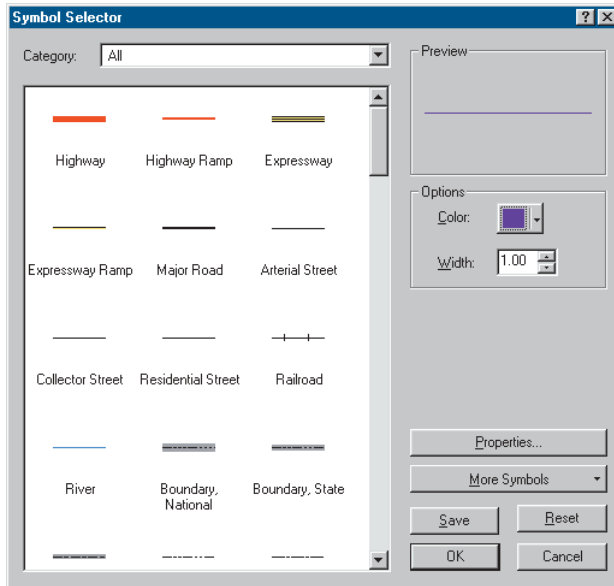 Symbol Selector
Category: All
Highway Highway Ramp Expressway
Expressway Ramp Major Road Arterial Street
Collector Street Residential Street Railroad
River Boundary, National Boundary, State
Preview
Options
Color:
Width: 1.00
Properties...
More Symbols
Save Reset
OK Cancel